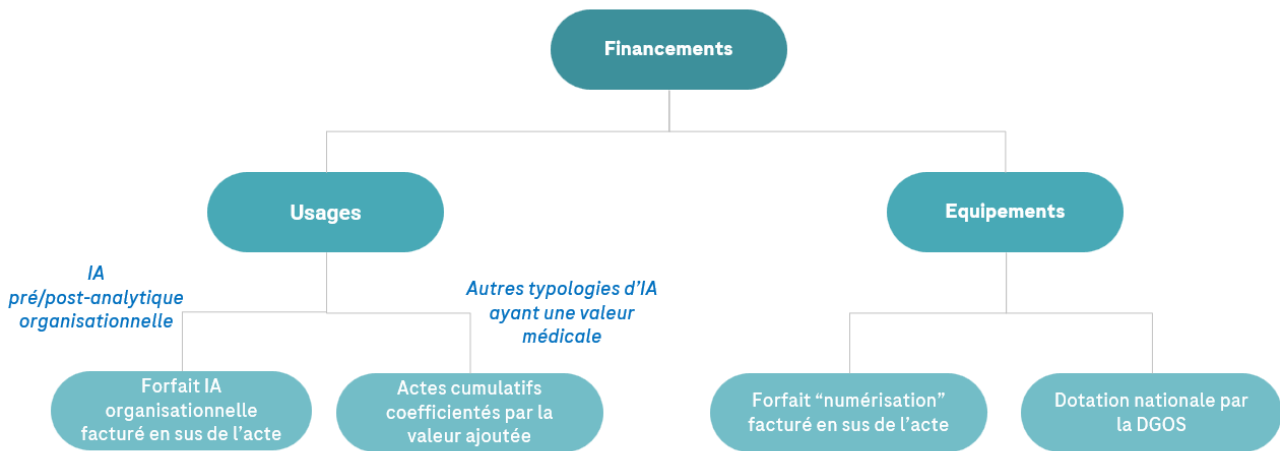 Financements
Usages
Equipements
IA
pré/post-analytique
organisationnelle
Autres typologies d’IA
ayant une valeur
médicale
Forfait IA
organisationnelle
facturé en sus de l’acte
Actes cumulatifs
coefficientés par la
valeur ajoutée
Forfait “numérisation”
facturé en sus de l’acte
Dotation nationale par
la DGOS